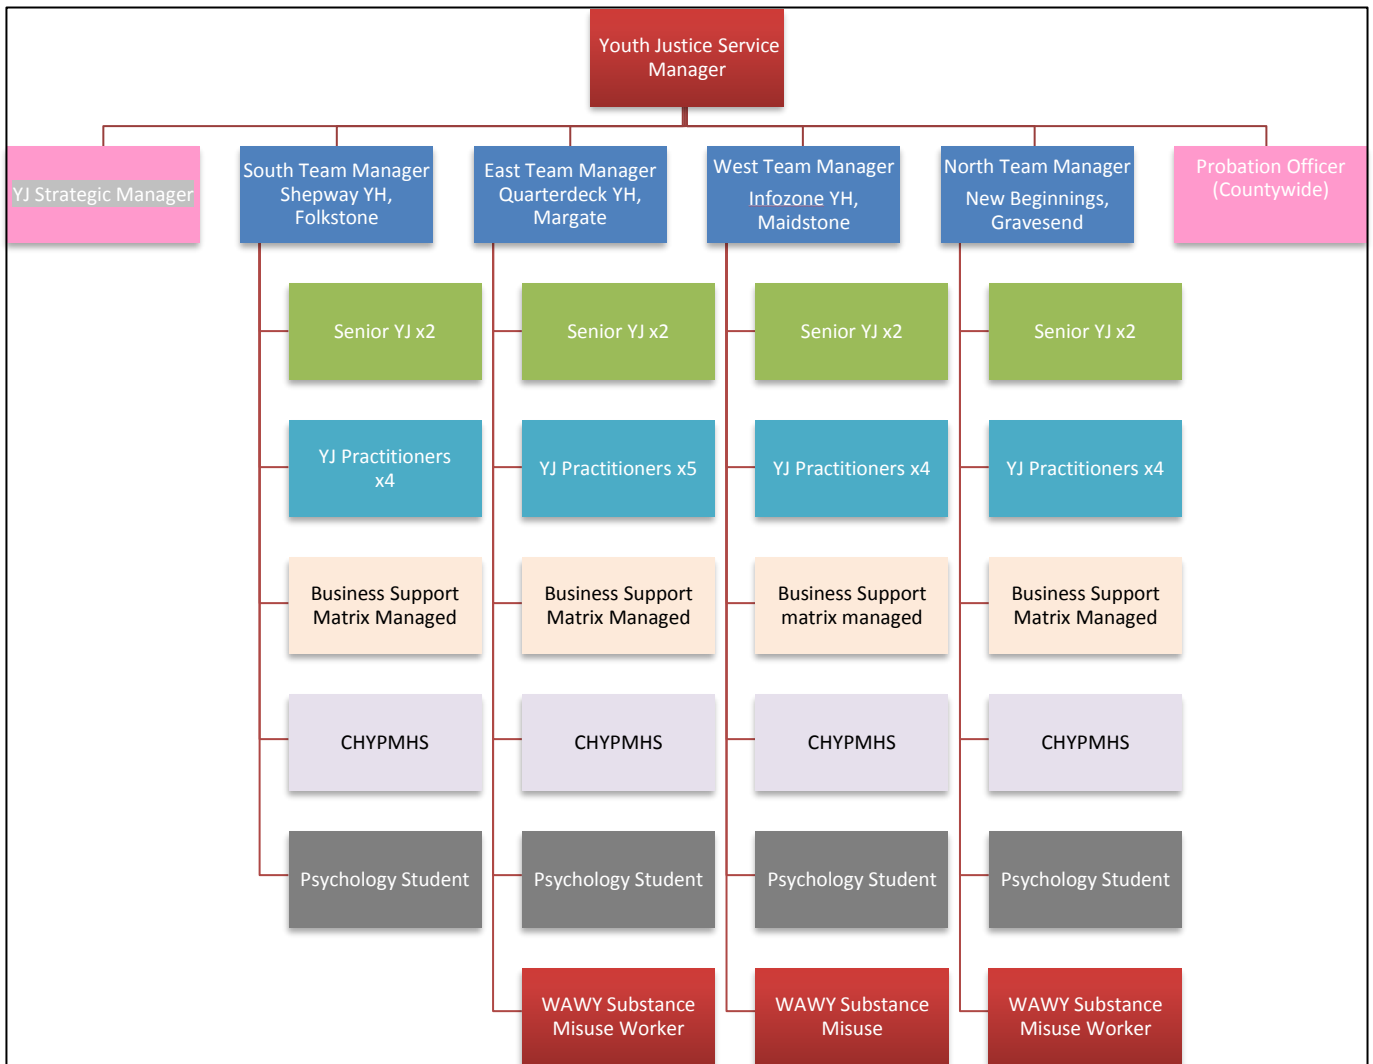 Youth Justice Service
Manager
YJ Strategic Manager
South Team Manager
Shepway YH,
Folkstone
East Team Manager
Quarterdeck YH,
Margate
West Team Manager
Infozone YH,
Maidstone
North Team Manager
New Beginnings,
Gravesend
Probation Officer
(Countywide)
Senior YJ x2
Senior YJ x2
Senior YJ x2
Senior YJ x2
YJ Practitioners
x4
YJ Practitioners x5
YJ Practitioners x4
YJ Practitioners x4
Business Support
Matrix Managed
Business Support
Matrix Managed
Business Support
matrix managed
Business Support
Matrix Managed
CHYPMHS
CHYPMHS
CHYPMHS
CHYPMHS
Psychology Student
Psychology Student
Psychology Student
Psychology Student
WAWY Substance
Misuse Worker
WAWY Substance
Misuse
WAWY Substance
Misuse Worker